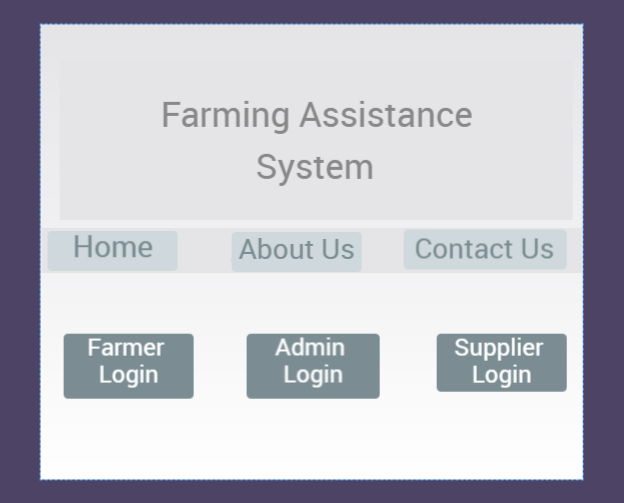 Farming Assistance
System
Home About Us Contact Us
Farmer Login
Admin Login
Supplier Login